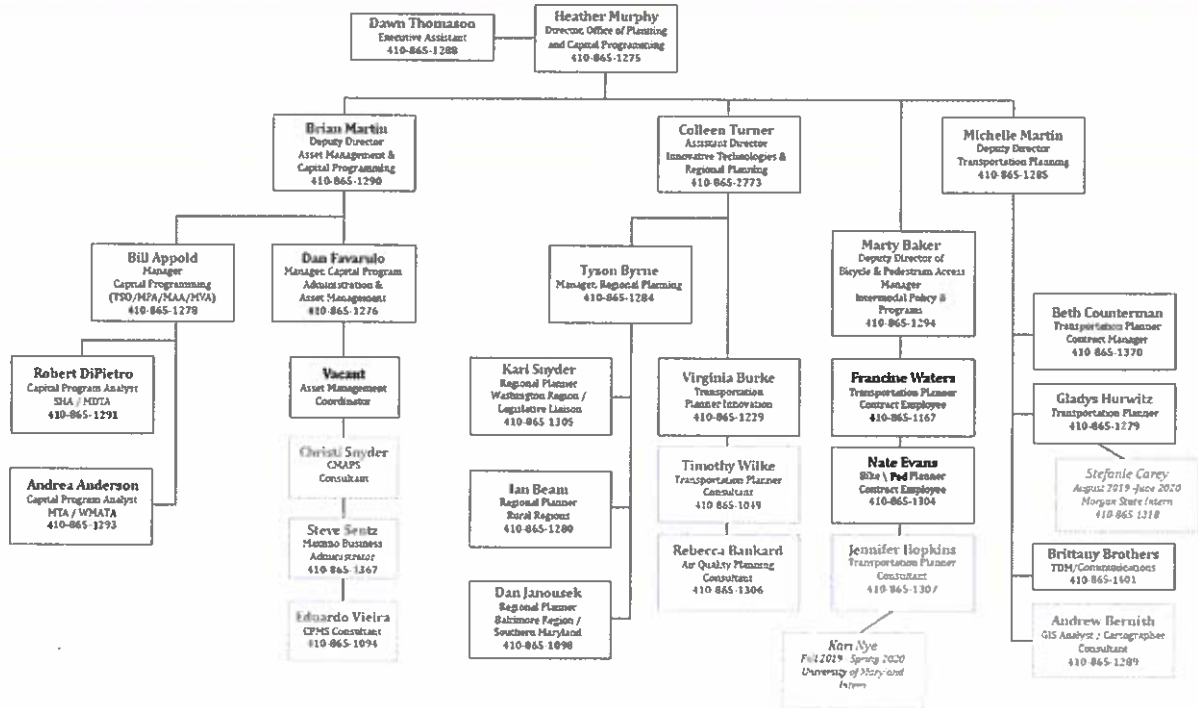 Dawn Thomason
Executive Assistant
410-865-1288
Heather Murphy
Director, Office of Planning
and Capital Programming
410-865-1275
Brian Martin
Deputy Director
Asset Management &
Capital Programming
410-865-1290
Colleen Turner
Assistant Director
Innovative Technologies &
Regional Planning
410-865-2773
Michelle Martin
Deputy Director
Transportation Planning
410-865-1285
Bill Appold
Manager
Capital Programming
(TSO/MPA/MAA/MVA)
410-865-1278
Dan Favarulo
Manager, Capital Program
Administration &
Asset Management
410-865-1276
Tyson Byrne
Manager, Regional Planning
410-865-1284
Marty Baker
Deputy Director of
Bicycle & Pedestrian Access
Manager
Intermodal Policy &
Programs
410-865-1294
Robert DiPietro
Capital Program Analyst
SHA / MDTA
410-865-1291
Andrea Anderson
Capital Program Analyst
MTA / WMATA
410-865-1293
Vacant
Asset Management
Coordinator
Christi Snyder
CMAPS
Consultant
Steve Sentz
Maximo Business
Administrator
410-865-1367
Eduardo Vieira
CPMS Consultant
410-865-1094
Kari Snyder
Regional Planner
Washington Region /
Legislative Liaison
410-865-1305
Ian Beam
Regional Planner
Rural Regions
410-865-1280
Dan Janousek
Regional Planner
Baltimore Region /
Southern Maryland
410-865-1098
Virginia Burke
Transportation
Planner Innovation
410-865-1229
Timothy Wilke
Transportation Planner
Consultant
410-865-1049
Rebecca Bankard
Air Quality Planning
Consultant
410-865-1306
Francine Waters
Transportation Planner
Contract Employee
410-865-1167
Nate Evans
Bike \ Ped Planner
Contract Employee
410-865-1304
Jennifer Hopkins
Transportation Planner
Consultant
410-865-1307
Kari Nye
Fall 2019 - Spring 2020
University of Maryland
Intern
Beth Counterman
Transportation Planner
Contract Manager
410-865-1370
Gladys Hurwitz
Transportation Planner
410-865-1279
Stefanie Carey
August 2019 - June 2020
Morgan State Intern
410-865-1318
Brittany Brothers
TDM/Communications
410-865-1601
Andrew Bernish
GIS Analyst / Cartographer
Consultant
410-865-1289